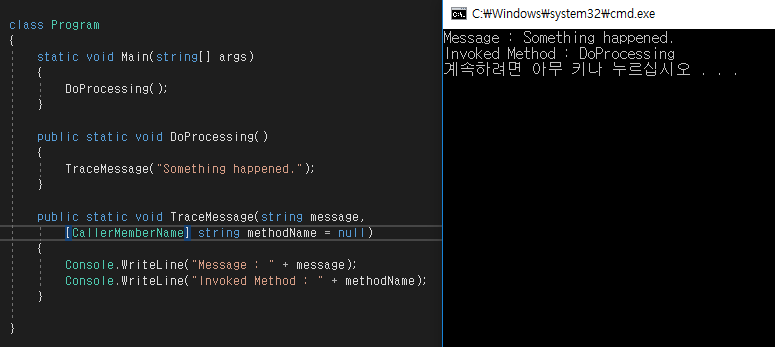 class Program
{
static void Main(string[] args)
{
DoProcessing();
}
public static void DoProcessing()
{
TraceMessage("Something happened.");
}
public static void TraceMessage(string message,
[CallerMemberName] string methodName = null)
{
Console.WriteLine("Message : " + message);
Console.WriteLine("Invoked Method : " + methodName);
}
}
C:₩Windows₩system32₩cmd.exe
Message : Something happened.
Invoked Method : DoProcessing
계속하려면 아무 키나 누르십시오 . . .